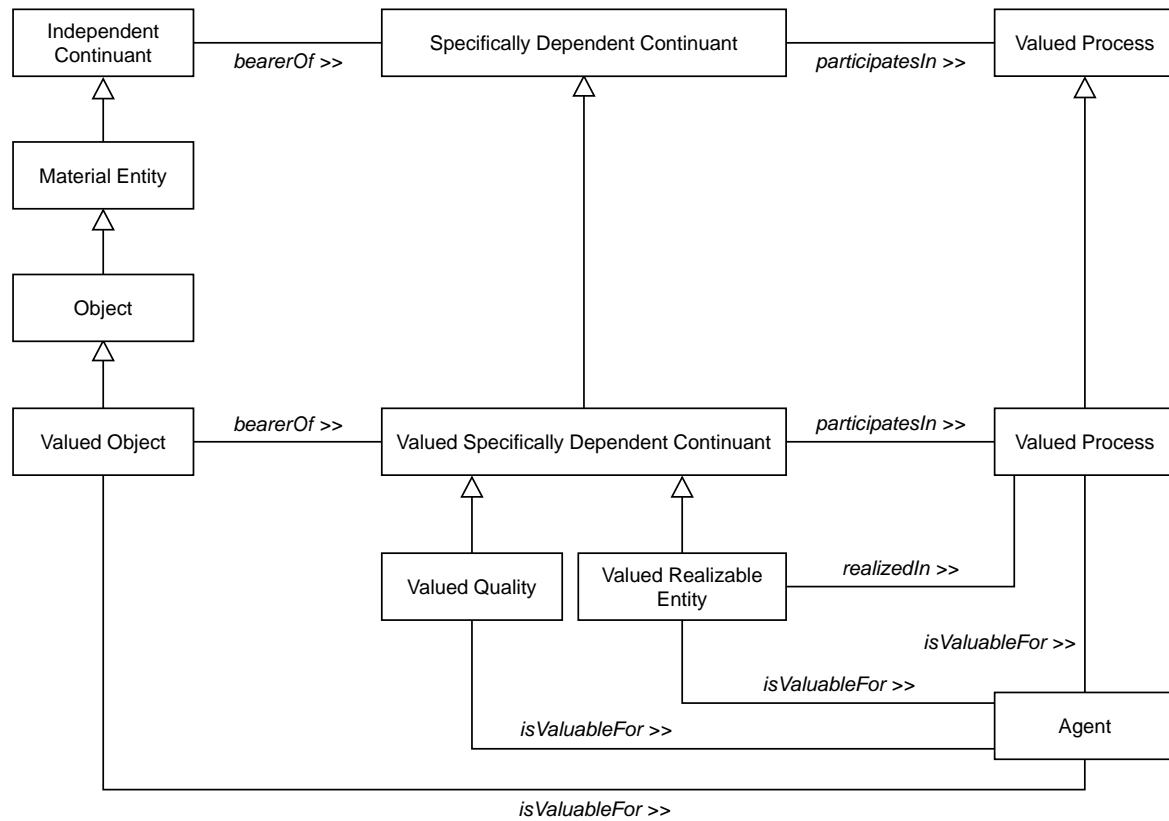 Independent
Continuant
bearerOf >>
Specifically Dependent Continuant
participatesIn >>
Valued Process
Material Entity
Object
Valued Object
bearerOf >>
Valued Specifically Dependent Continuant
participatesIn >>
Valued Process
Valued Quality
Valued Realizable
Entity
realizedIn >>
isValuableFor >>
isValuableFor >>
isValuableFor >>
Agent
isValuableFor >>